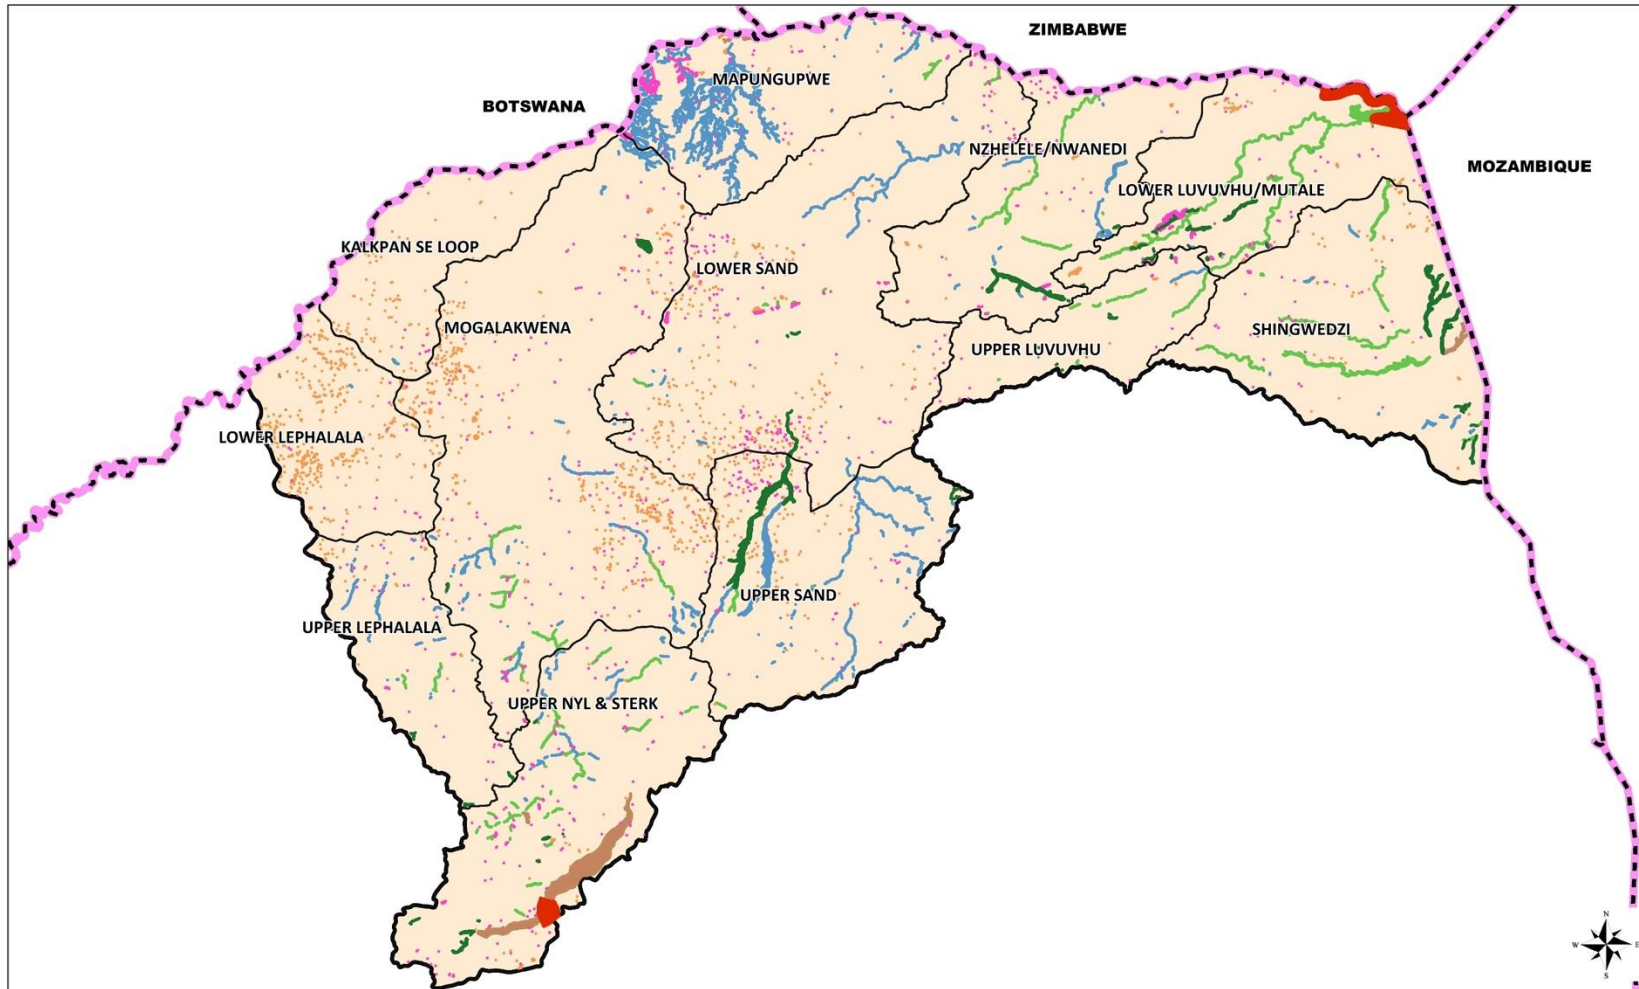 ZIMBABWE
MAPUNGUPWE
BOTSWANA
NZHELELE/NWANEDI
MOZAMBIQUE
LOWER LUVUVHU/MUTALE
KALKPAN SE LOOP
LOWER SAND
MOGALAKWENA
SHINGWEDZI
UPPER LUVUVHU
LOWER LEPHALALA
UPPER SAND
UPPER LEPHALALA
UPPER NYL & STERK
N
W E
S